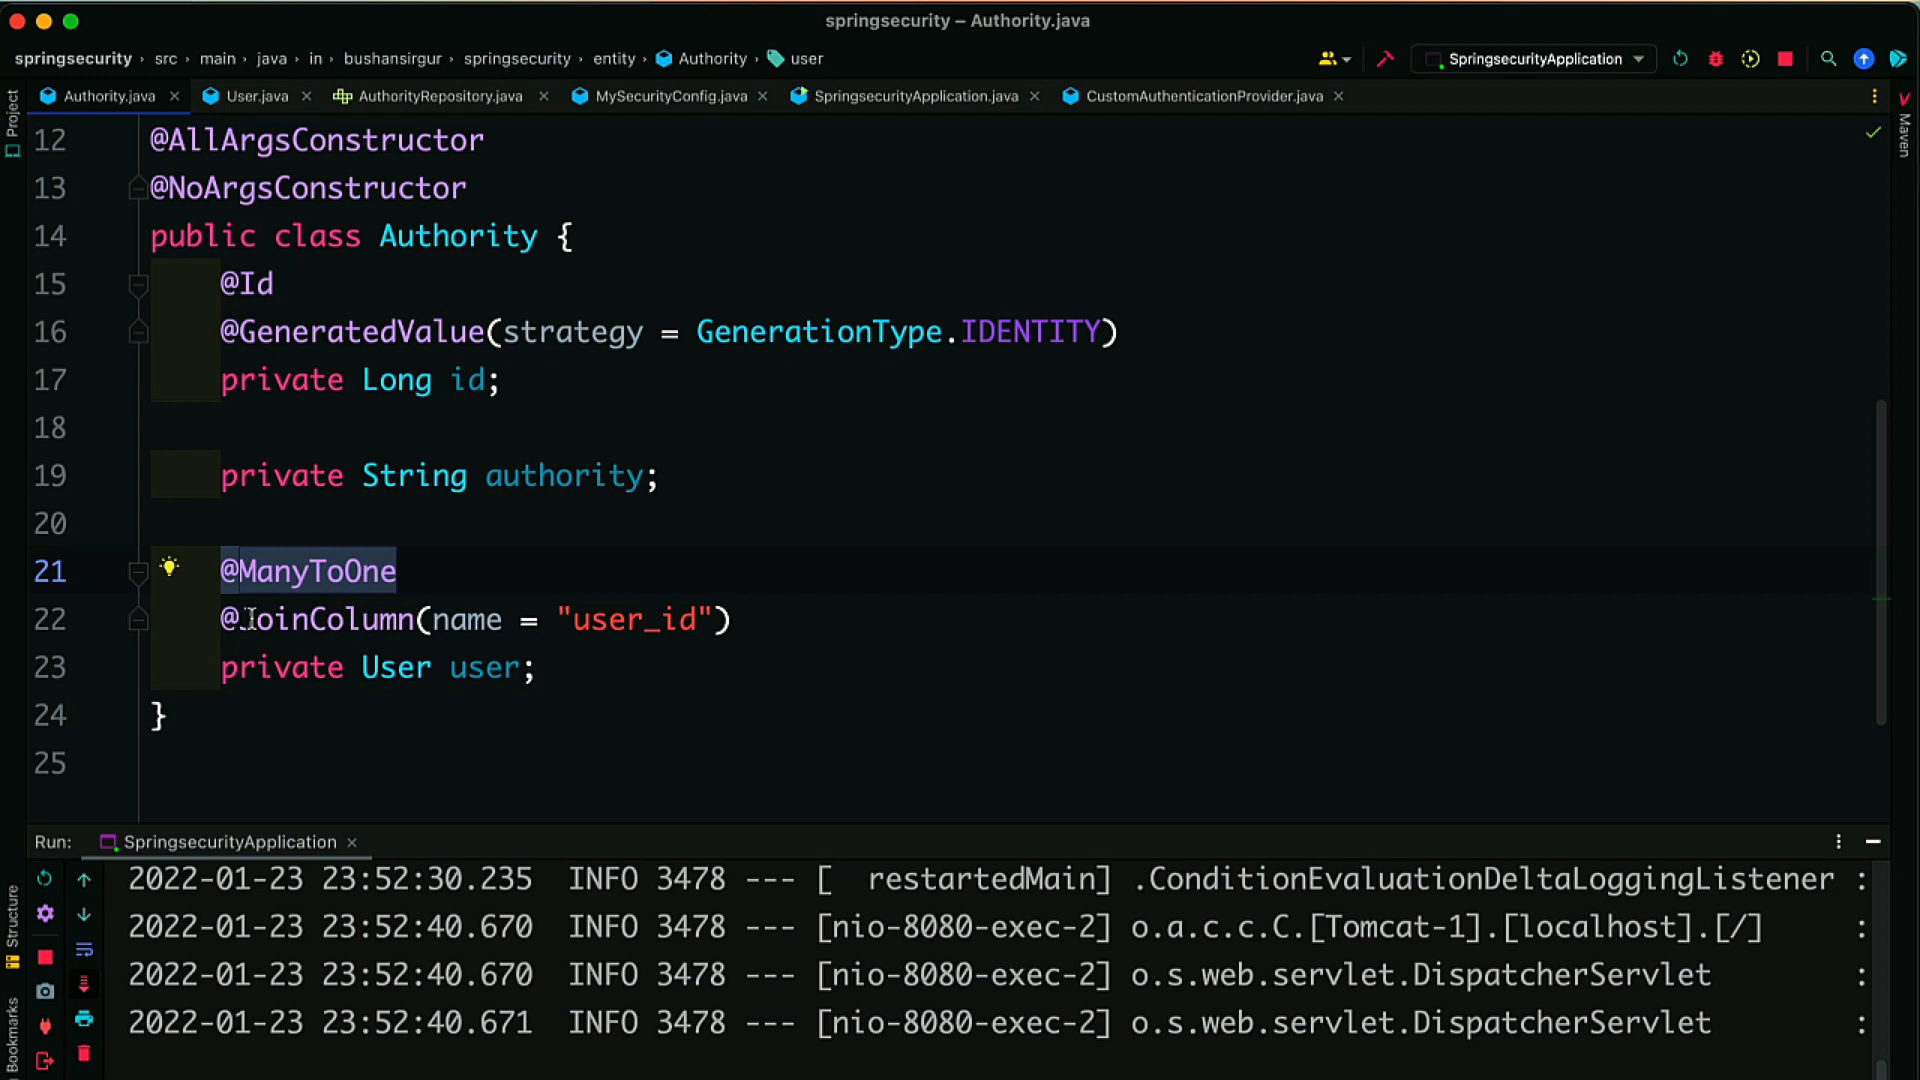 springsecurity – Authority.java
springsecurity › src › main › java › in › bushansirgur › springsecurity › entity › Authority › user
SpringsecurityApplication
Authority.java
User.java
AuthorityRepository.java
MySecurityConfig.java
SpringsecurityApplication.java
CustomAuthenticationProvider.java
Project
Maven
12 @AllArgsConstructor
13 @NoArgsConstructor
14 public class Authority {
15 @Id
16 @GeneratedValue(strategy = GenerationType.IDENTITY)
17 private Long id;
18
19 private String authority;
20
21 @ManyToOne
22 @JoinColumn(name = "user_id")
23 private User user;
24 }
25
Run: SpringsecurityApplication
2022-01-23 23:52:30.235 INFO 3478 --- [ restartedMain] .ConditionEvaluationDeltaLoggingListener :
2022-01-23 23:52:40.670 INFO 3478 --- [nio-8080-exec-2] o.a.c.c.C.[Tomcat-1].[localhost].[/] :
2022-01-23 23:52:40.670 INFO 3478 --- [nio-8080-exec-2] o.s.web.servlet.DispatcherServlet :
2022-01-23 23:52:40.671 INFO 3478 --- [nio-8080-exec-2] o.s.web.servlet.DispatcherServlet :
Structure
Bookmarks